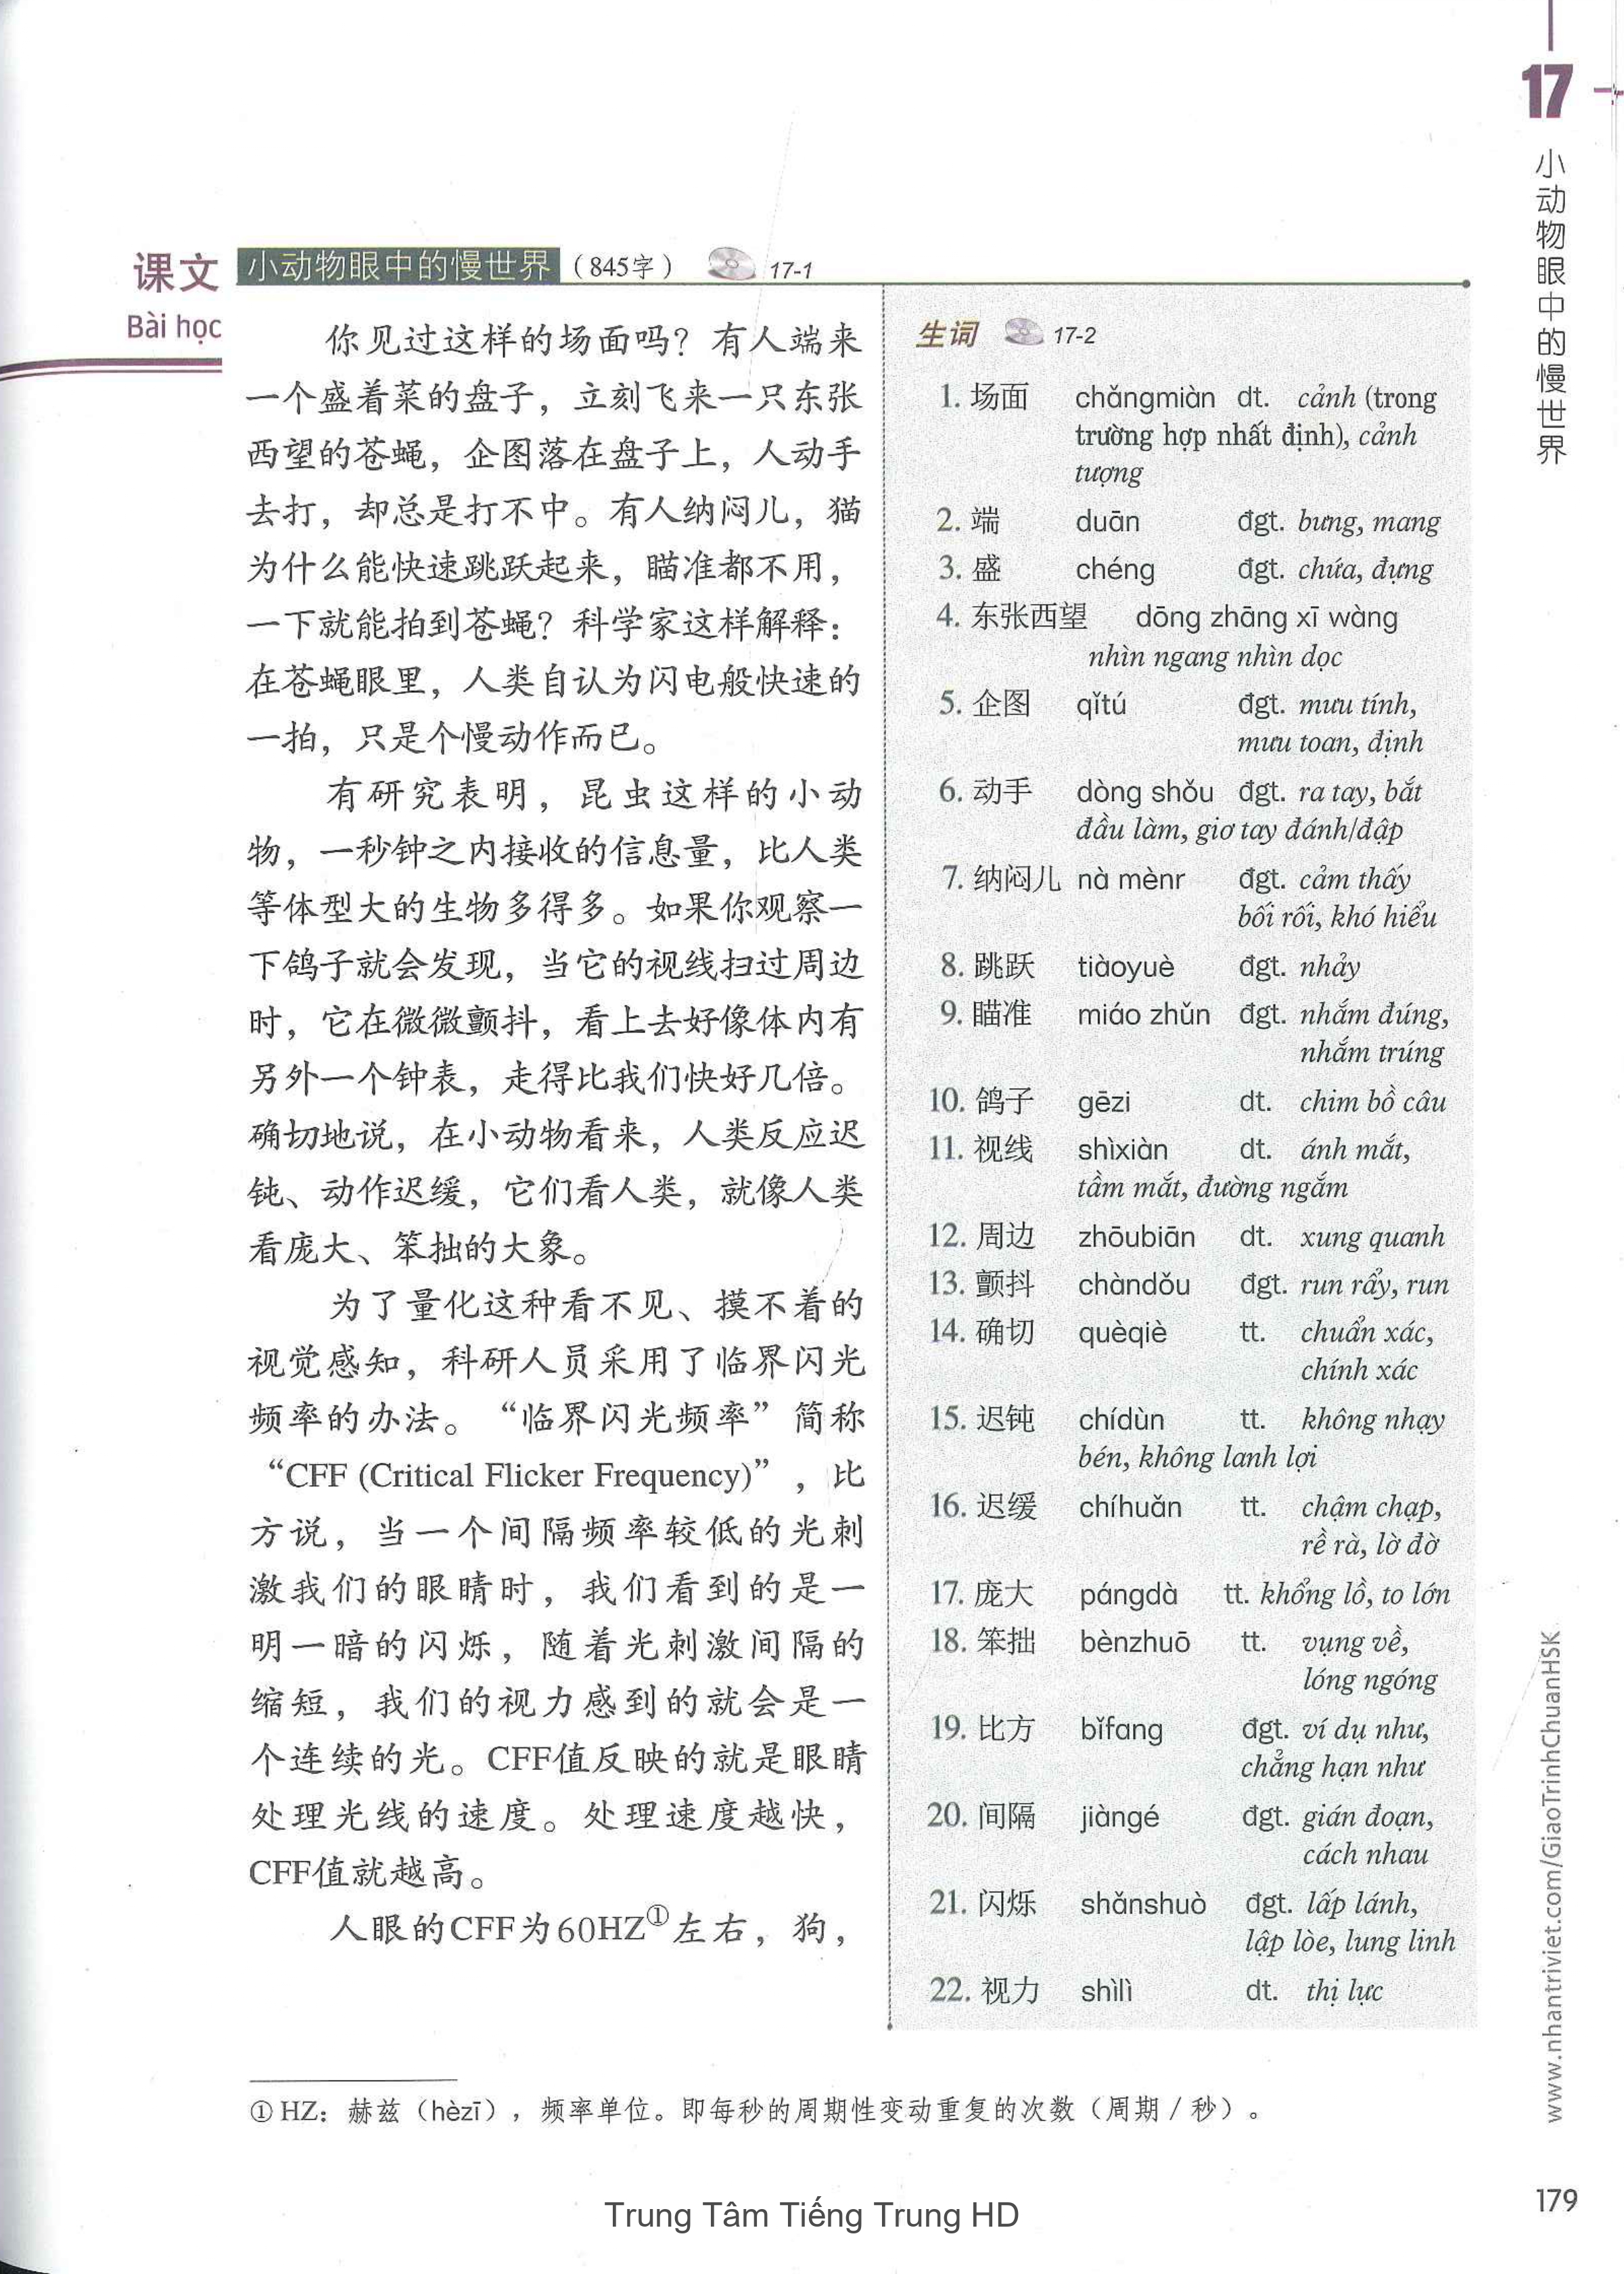 17
小动物眼中的慢世界
课文 小动物眼中的慢世界 (845字) 17-1
Bài học
你见过这样的场面吗？有人端来
一个盛着菜的盘子，立刻飞来一只东张
西望的苍蝇，企图落在盘子上，人动手
去打，却总是打不中。有人纳闷儿，猫
为什么能快速跳跃起来，瞄准都不用，
一下就能拍到苍蝇？科学家这样解释：
在苍蝇眼里，人类自认为闪电般快速的
一拍，只是个慢动作而已。
有研究表明，昆虫这样的小动
物，一秒钟之内接收的信息量，比人类
等体型大的生物多得多。如果你观察一
下鸽子就会发现，当它的视线扫过周边
时，它在微微颤抖，看上去好像体内有
另外一个钟表，走得比我们快好几倍。
确切地说，在小动物看来，人类反应迟
钝、动作迟缓，它们看人类，就像人类
看庞大、笨拙的大象。
为了量化这种看不见、摸不着的
视觉感知，科研人员采用了临界闪光
频率的办法。“临界闪光频率”简称
“CFF (Critical Flicker Frequency)”，比
方说，当一个间隔频率较低的光刺
激我们的眼睛时，我们看到的是一
明一暗的闪烁，随着光刺激间隔的
缩短，我们的视力感到的就会是一
个连续的光。CFF值反映的就是眼睛
处理光线的速度。处理速度越快，
CFF值就越高。
人眼的CFF为60HZ①左右，狗，
生词 17-2
1. 场面 chǎngmiàn dt. cảnh (trong
trường hợp nhất định), cảnh
tượng
2. 端 duān đgt. bưng, mang
3. 盛 chéng đgt. chứa, đựng
4. 东张西望 dōng zhāng xī wàng
nhìn ngang nhìn dọc
5. 企图 qǐtú đgt. mưu tính,
mưu toan, định
6. 动手 dòng shǒu đgt. ra tay, bắt
đầu làm, giơ tay đánh/đập
7. 纳闷儿 nà mènr đgt. cảm thấy
bối rối, khó hiểu
8. 跳跃 tiàoyuè đgt. nhảy
9. 瞄准 miáo zhǔn đgt. nhắm đúng,
nhắm trúng
10. 鸽子 gēzi dt. chim bồ câu
11. 视线 shìxiàn dt. ánh mắt,
tầm mắt, đường ngắm
12. 周边 zhōubiān dt. xung quanh
13. 颤抖 chàndǒu đgt. run rẩy, run
14. 确切 quèqiè tt. chuẩn xác,
chính xác
15. 迟钝 chídùn tt. không nhạy
bén, không lanh lợi
16. 迟缓 chíhuǎn tt. chậm chạp,
rề rà, lờ đờ
17. 庞大 pángdà tt. khổng lồ, to lớn
18. 笨拙 bènzhuō tt. vụng về,
lóng ngóng
19. 比方 bǐfang đgt. ví dụ như,
chẳng hạn như
20. 间隔 jiàngé đgt. gián đoạn,
cách nhau
21. 闪烁 shǎnshuò đgt. lấp lánh,
lập lòe, lung linh
22. 视力 shìlì dt. thị lực
① HZ：赫兹（hèzī），频率单位。即每秒的周期性变动重复的次数（周期／秒）。
www.nhantriviet.com/GiaoTrinhChuanHSK
179
Trung Tâm Tiếng Trung HD